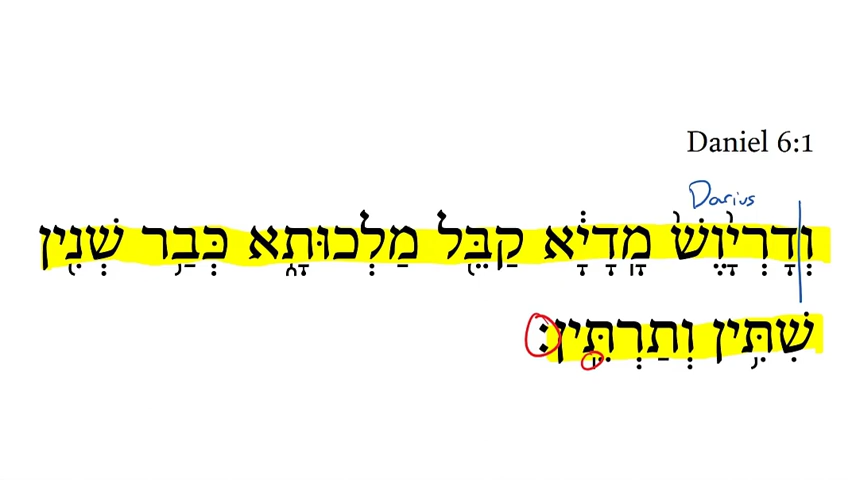 Daniel 6:1
Darius
וְדָרְיָ֙וֶשׁ֙ מָֽדָיָ֔א קַבֵּ֖ל מַלְכוּתָ֑א כְּבַ֥ר שְׁנִ֖ין
שִׁתִּ֥ין וְתַרְתֵּֽין׃